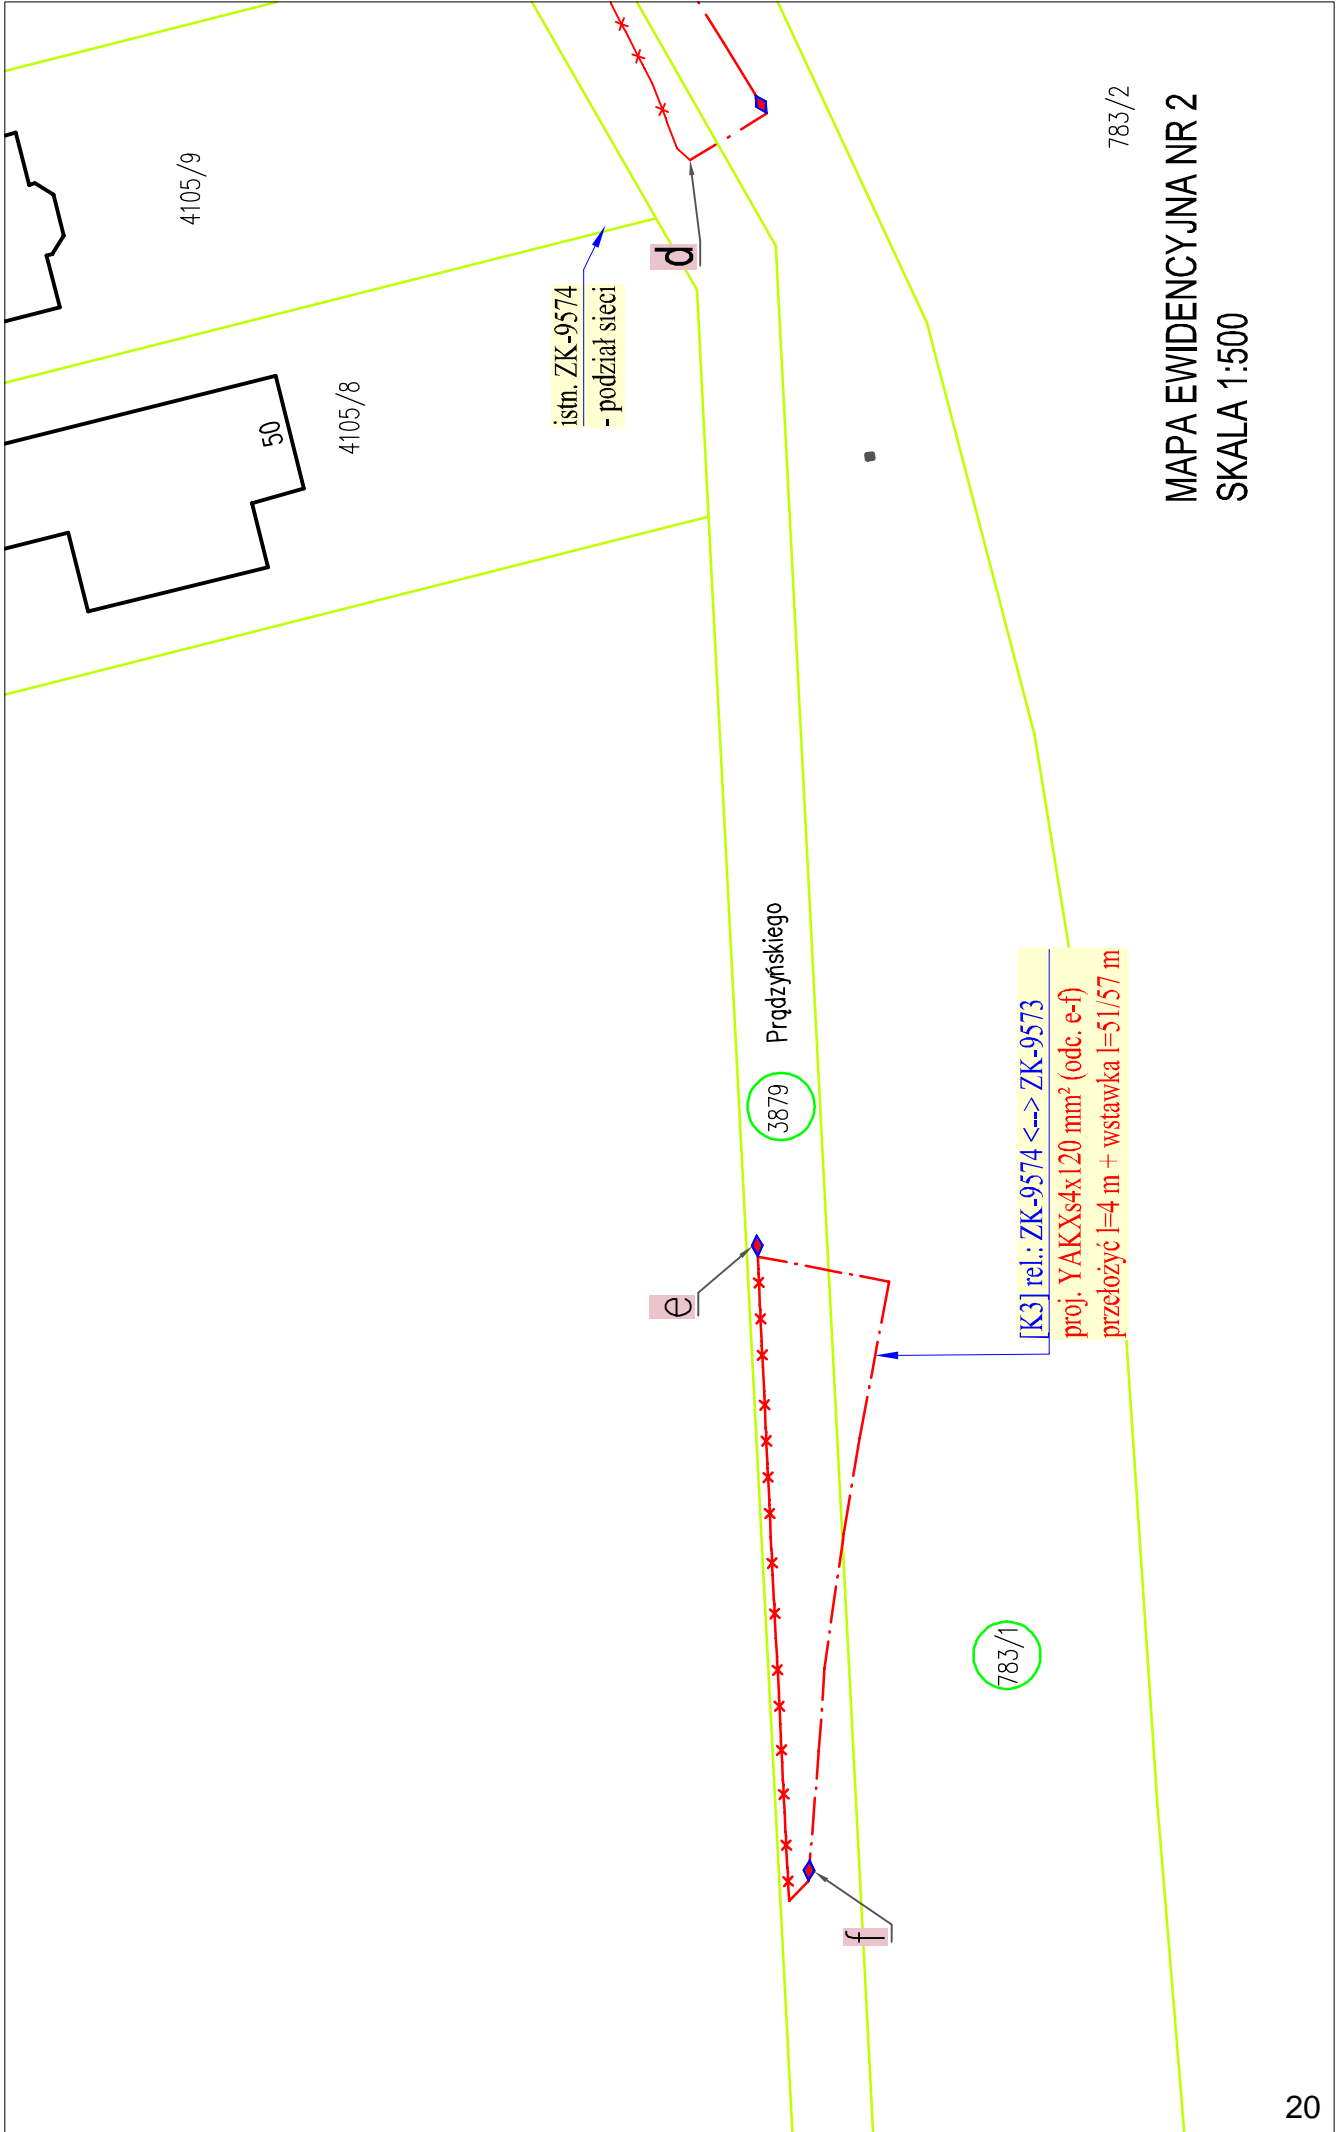 4105/9
4105/8
50
istn. ZK-9574
- podział sieci
d
783/2
MAPA EWIDENCYJNA NR 2
SKALA 1:500
Prądzyńskiego
3879
e
[K3] rel.: ZK-9574 <--> ZK-9573
proj. YAKXs4x120 mm² (odc. e-f)
przełożyć l=4 m + wstawka l=51/57 m
783/1
f
20